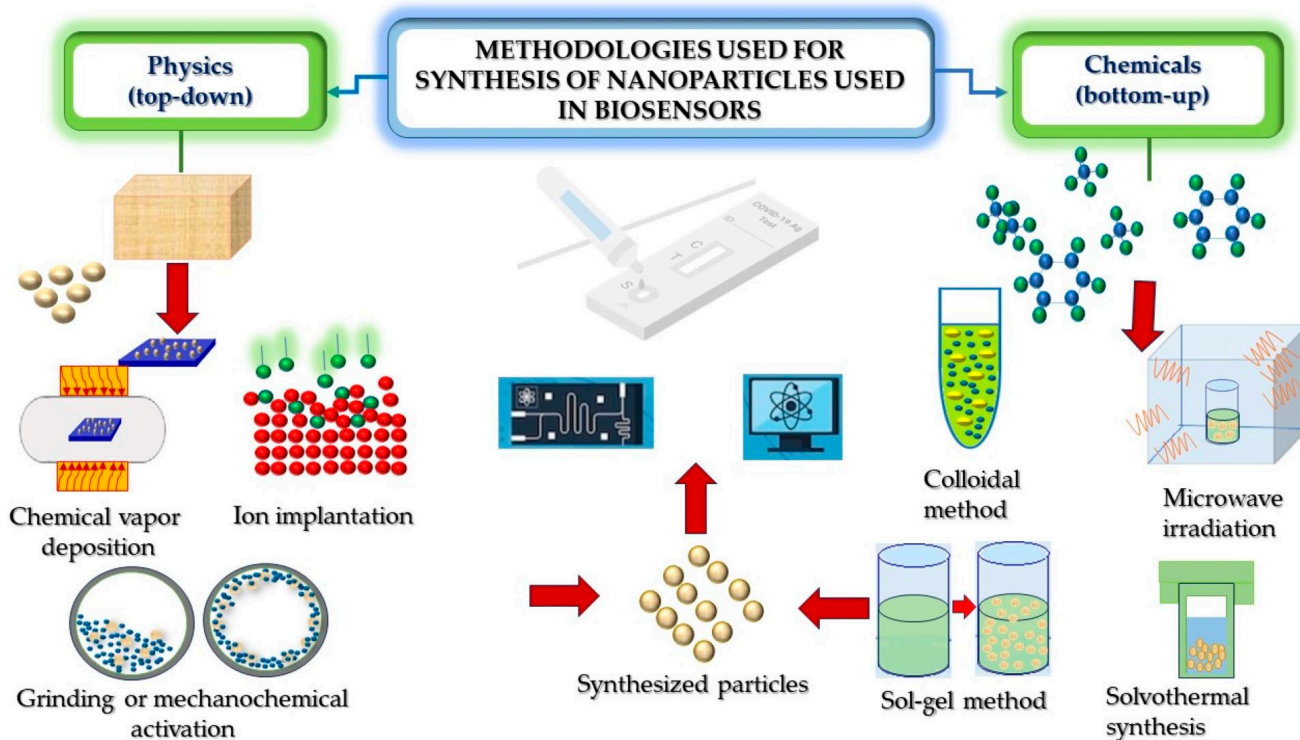 METHODOLOGIES USED FOR
SYNTHESIS OF NANOPARTICLES USED
IN BIOSENSORS
Physics
(top-down)
Chemicals
(bottom-up)
COVID-19 Ag
Test
ID:
C
T
S
Chemical vapor
deposition
Ion implantation
Grinding or mechanochemical
activation
Colloidal
method
Microwave
irradiation
Synthesized particles
Sol-gel method
Solvothermal
synthesis